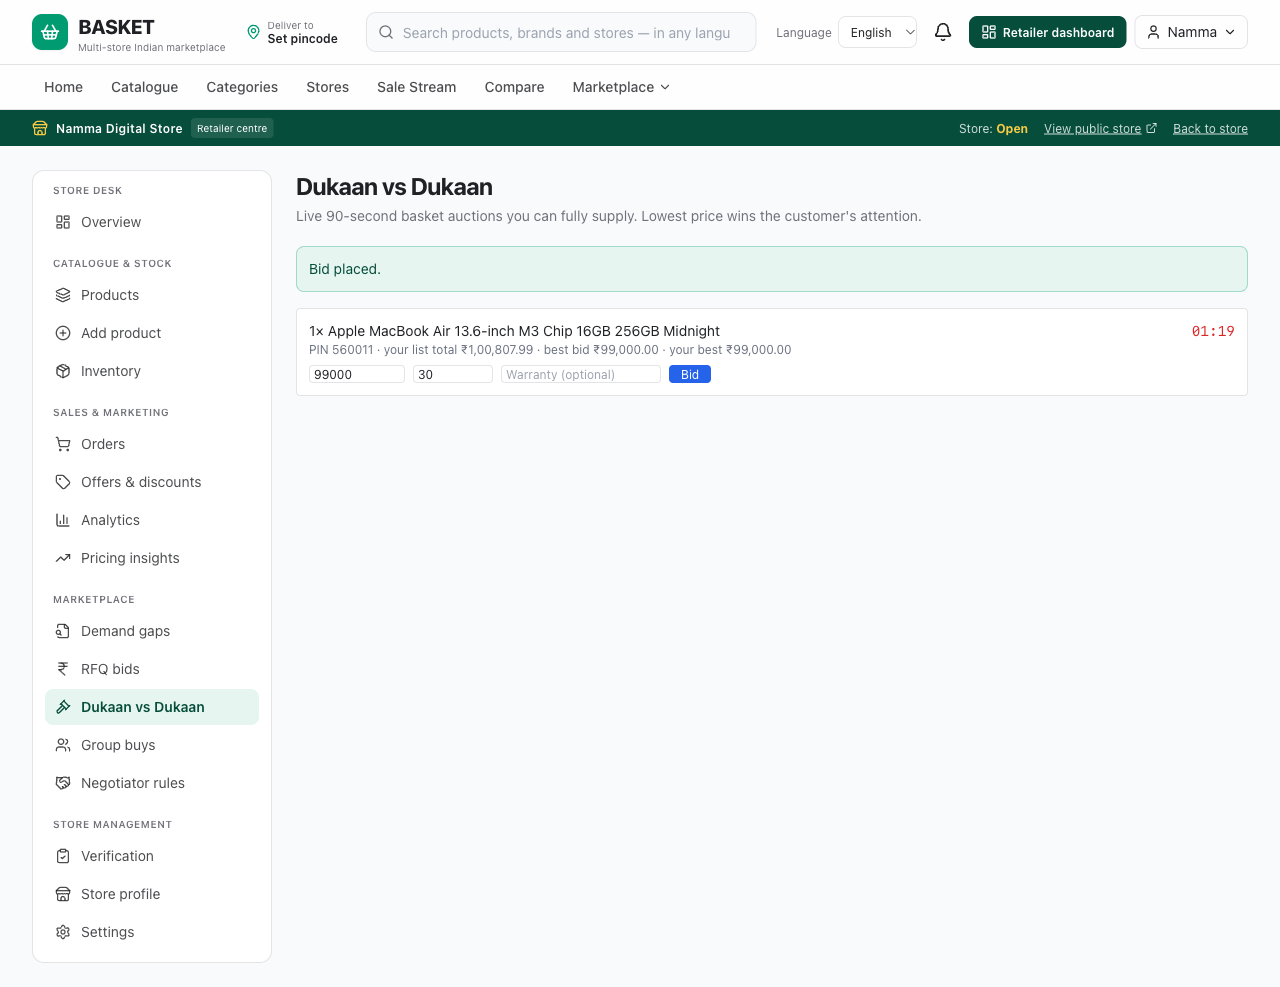 BASKET
Multi-store Indian marketplace
Deliver to
Set pincode
Search products, brands and stores — in any langu
Language
English
Retailer dashboard
Namma
Home
Catalogue
Categories
Stores
Sale Stream
Compare
Marketplace
Namma Digital Store
Retailer centre
Store: Open
View public store
Back to store
STORE DESK
Overview
CATALOGUE & STOCK
Products
Add product
Inventory
SALES & MARKETING
Orders
Offers & discounts
Analytics
Pricing insights
MARKETPLACE
Demand gaps
RFQ bids
Dukaan vs Dukaan
Group buys
Negotiator rules
STORE MANAGEMENT
Verification
Store profile
Settings
Dukaan vs Dukaan
Live 90-second basket auctions you can fully supply. Lowest price wins the customer's attention.
Bid placed.
1× Apple MacBook Air 13.6-inch M3 Chip 16GB 256GB Midnight
01:19
PIN 560011 · your list total ₹1,00,807.99 · best bid ₹99,000.00 · your best ₹99,000.00
99000
30
Warranty (optional)
Bid